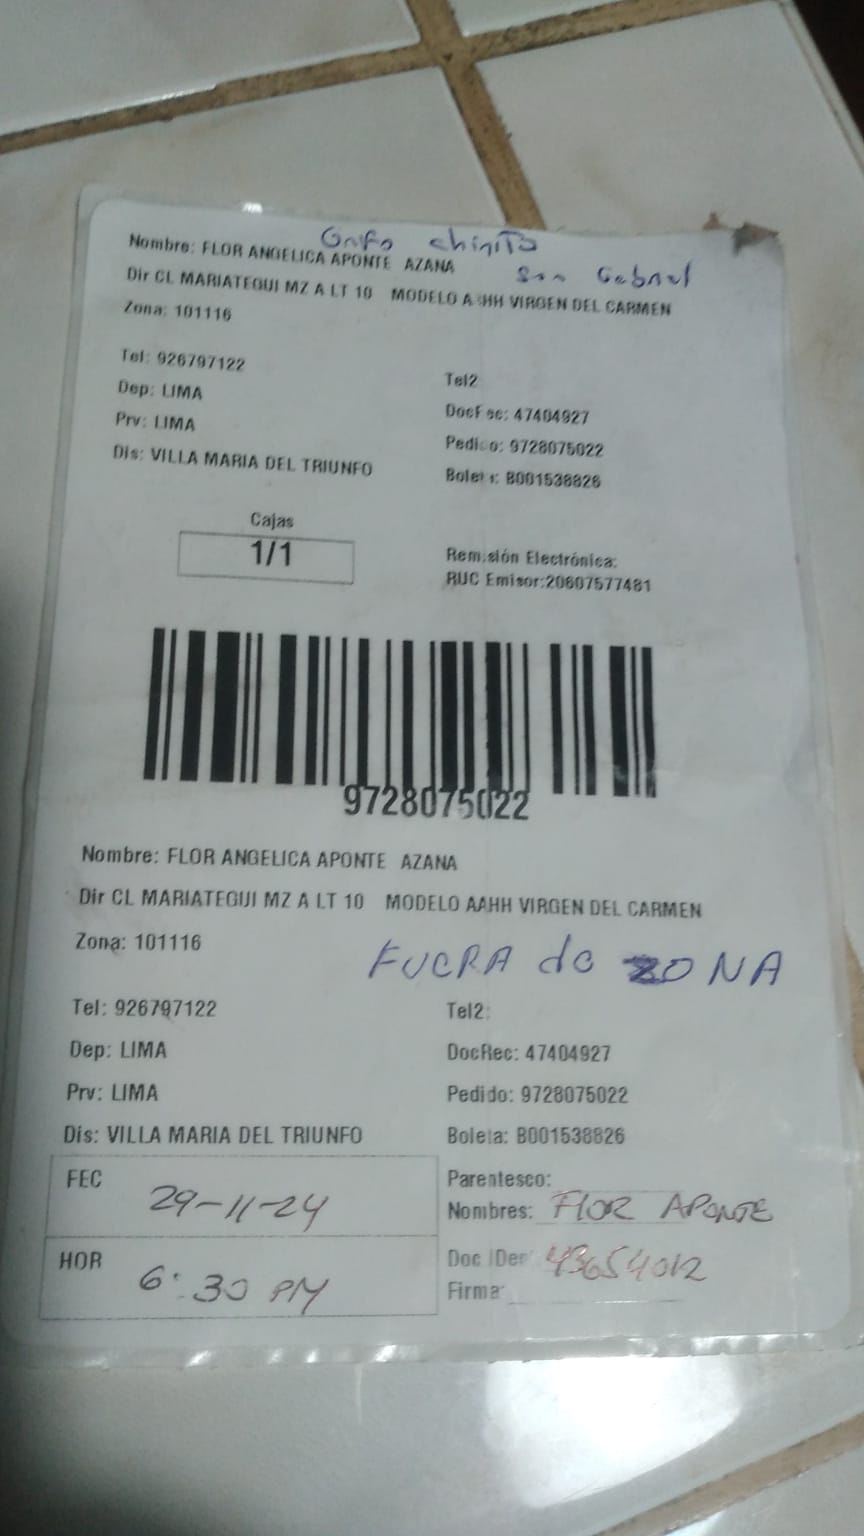 Grifo chinito
Nombre: FLOR ANGELICA APONTE AZANA
San Gabriel
Dir CL MARIATEGUI MZ A LT 10 MODELO AAHH VIRGEN DEL CARMEN
Zona: 101116
Tel: 926797122
Tel2
Dep: LIMA
DocRec: 47404927
Prv: LIMA
Pedido: 9728075022
Dis: VILLA MARIA DEL TRIUNFO
Boleta: B001538826
Cajas
1/1
Remisión Electrónica:
RUC Emisor:20607577481
9728075022
Nombre: FLOR ANGELICA APONTE AZANA
Dir CL MARIATEGUI MZ A LT 10 MODELO AAHH VIRGEN DEL CARMEN
Zona: 101116
FUERA de ZONA
Tel: 926797122
Tel2:
Dep: LIMA
DocRec: 47404927
Prv: LIMA
Pedido: 9728075022
Dis: VILLA MARIA DEL TRIUNFO
Boleta: B001538826
FEC
29-11-24
Parentesco:
Nombres: FlOR APONTE
HOR
6:30 PM
Doc IDen
Firma: